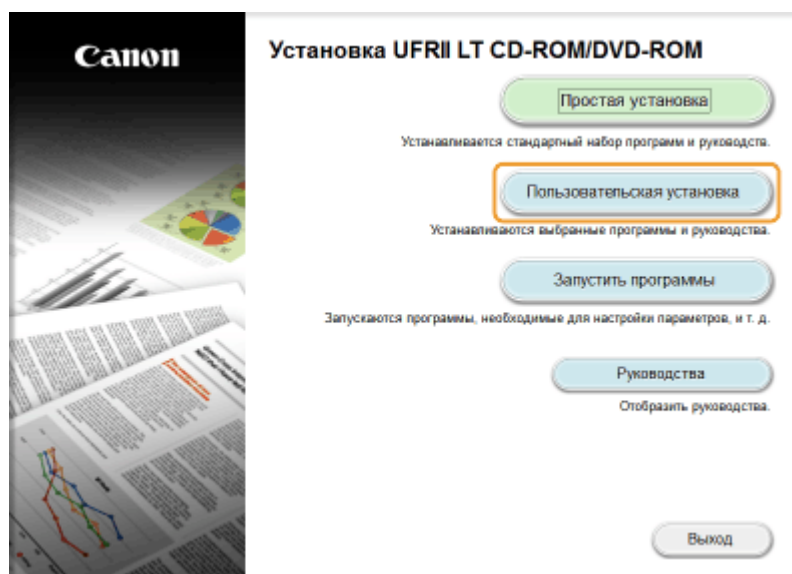 Canon
Установка UFRII LT CD-ROM/DVD-ROM
Простая установка
Устанавливается стандартный набор программ и руководств.
Пользовательская установка
Устанавливаются выбранные программы и руководства.
Запустить программы
Запускаются программы, необходимые для настройки параметров, и т. д.
Руководства
Отобразить руководства.
Выход